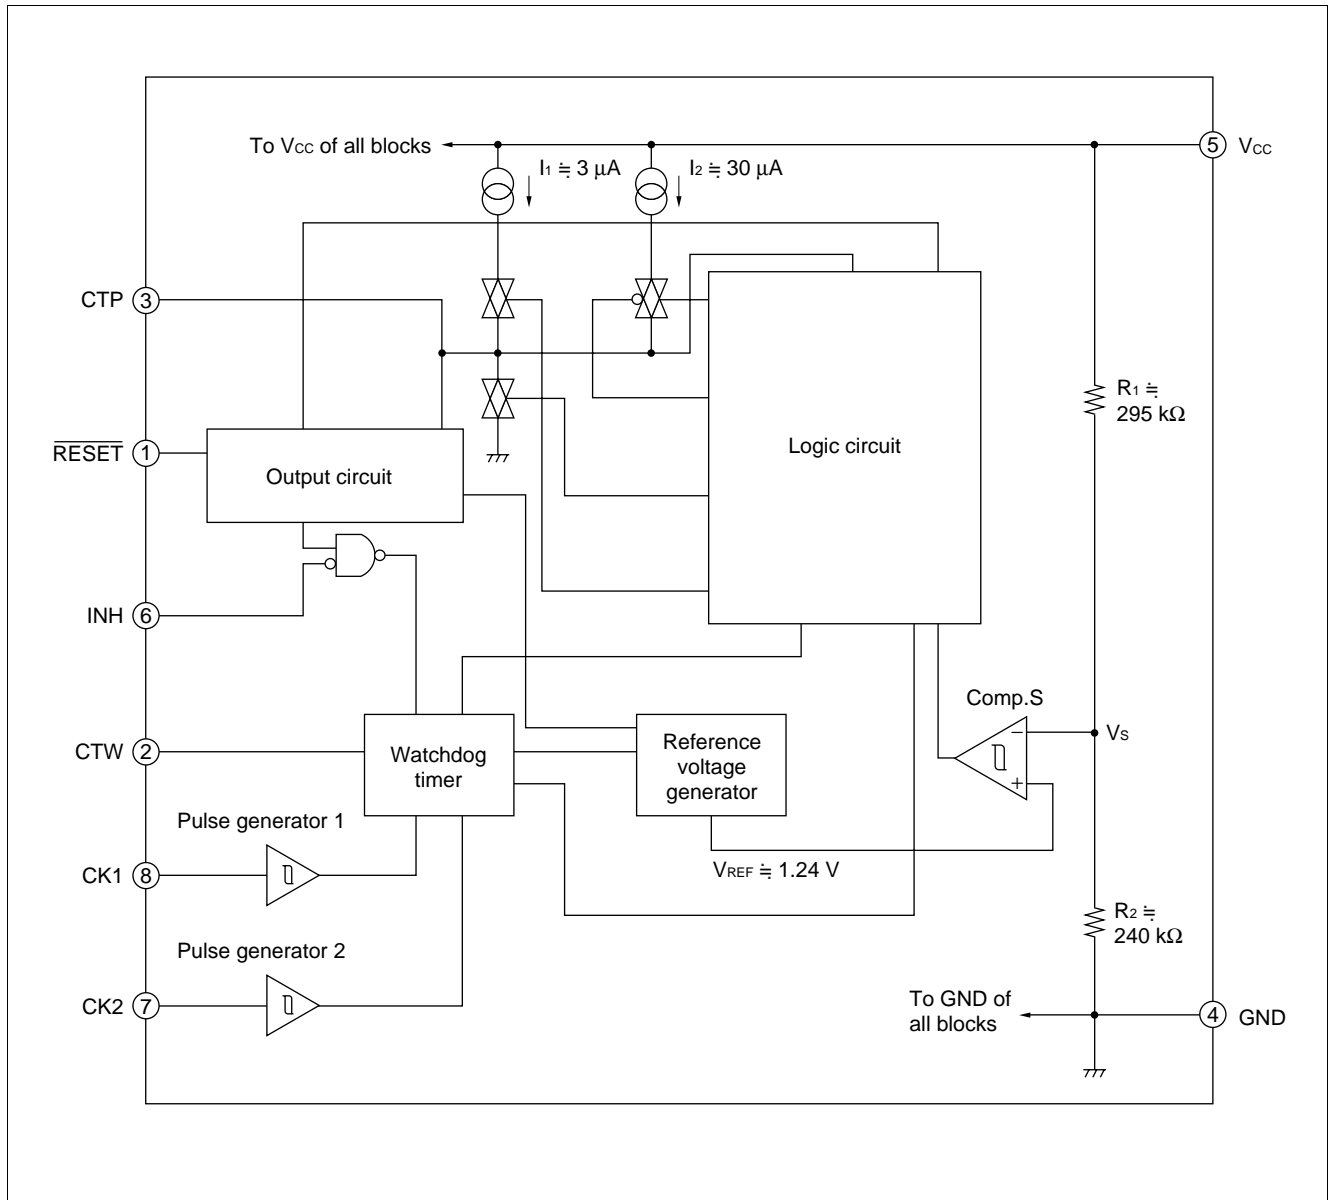 To VCC of all blocks
I1 ≒ 3 µA
I2 ≒ 30 µA
5
VCC
CTP
3
R1 ≒
295 kΩ
RESET
1
Output circuit
Logic circuit
INH
6
Comp.S
−
+
VS
CTW
2
Watchdog
timer
Reference
voltage
generator
Pulse generator 1
CK1
8
VREF ≒ 1.24 V
R2 ≒
240 kΩ
Pulse generator 2
CK2
7
To GND of
all blocks
4
GND